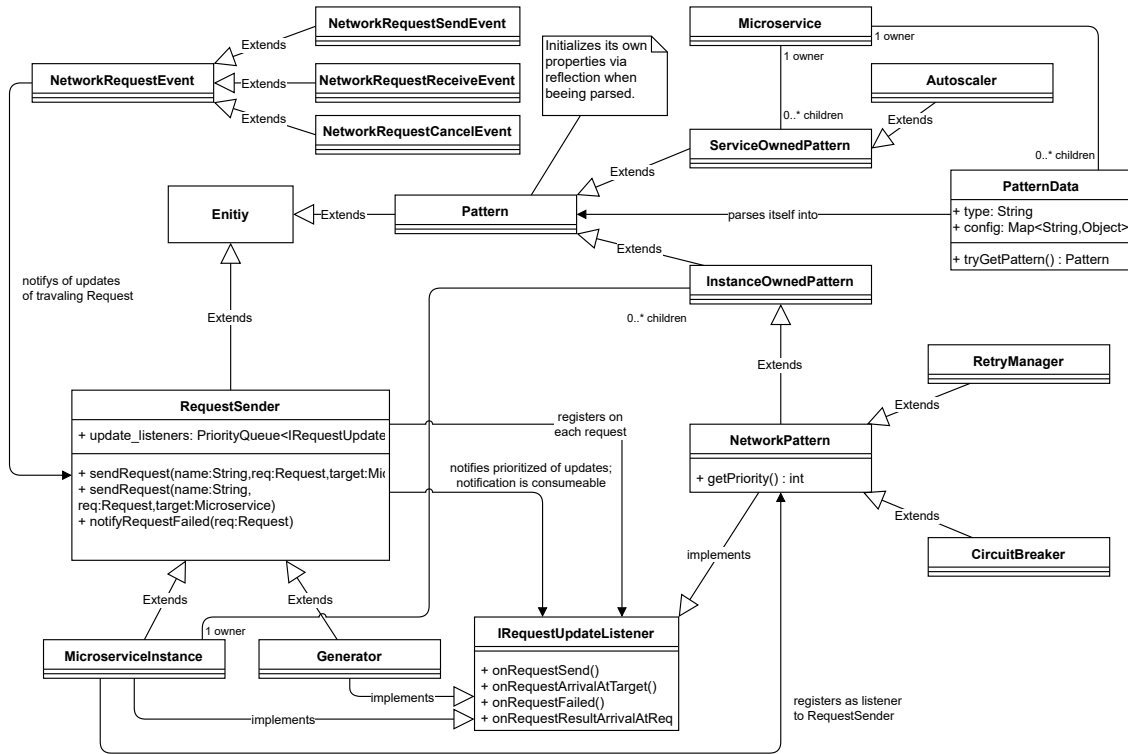 NetworkRequestSendEvent
Extends
NetworkRequestEvent
Extends
NetworkRequestReceiveEvent
Extends
NetworkRequestCancelEvent
Initializes its own
properties via
reflection when
beeing parsed.
Microservice
1 owner
1 owner
Autoscaler
Extends
0..* children
ServiceOwnedPattern
0..* children
Extends
Enitiy
Extends
Pattern
parses itself into
PatternData
+ type: String
+ config: Map<String,Object>
+ tryGetPattern() : Pattern
Extends
InstanceOwnedPattern
0..* children
notifys of updates
of travaling Request
Extends
Extends
RetryManager
Extends
RequestSender
+ update_listeners: PriorityQueue<IRequestUpdate
+ sendRequest(name:String,req:Request,target:Mic
+ sendRequest(name:String,
req:Request,target:Microservice)
+ notifyRequestFailed(req:Request)
registers on
each request
notifies prioritized of updates;
notification is consumeable
NetworkPattern
+ getPriority() : int
Extends
CircuitBreaker
implements
Extends
Extends
1 owner
MicroserviceInstance
Generator
IRequestUpdateListener
+ onRequestSend()
+ onRequestArrivalAtTarget()
+ onRequestFailed()
+ onRequestResultArrivalAtReq
implements
implements
registers as listener
to RequestSender